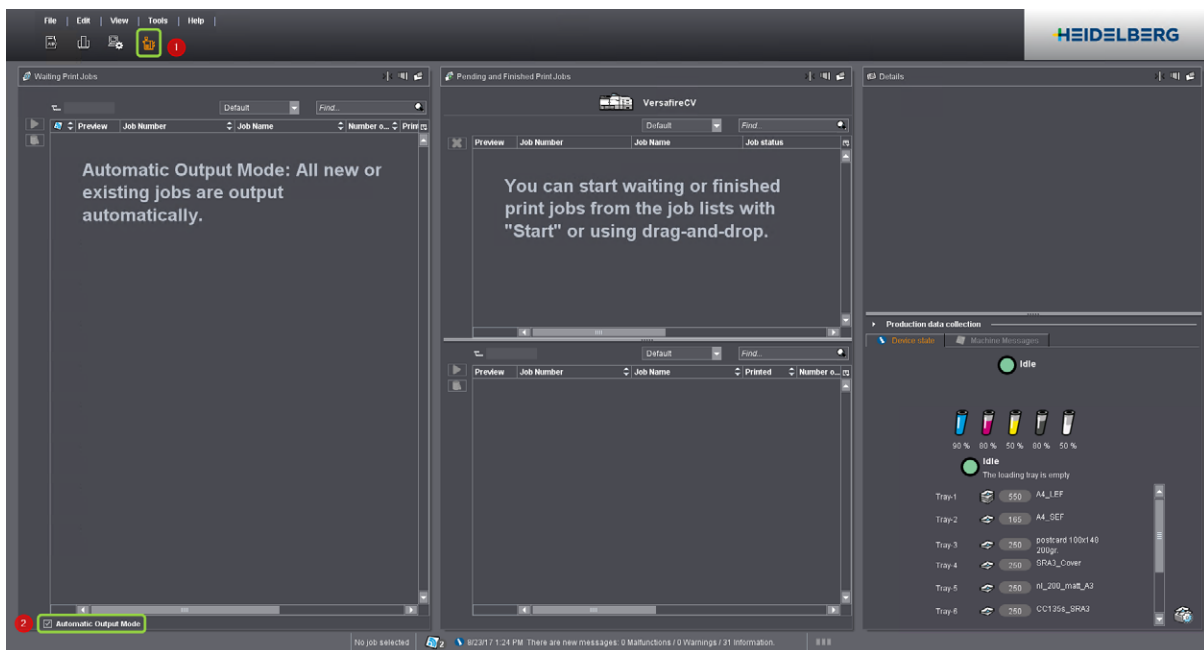 File | Edit | View | Tools | Help |
1
HEIDELBERG
Waiting Print Jobs
Default Find...
Preview Job Number Job Name Number o... Print
Automatic Output Mode: All new or
existing jobs are output
automatically.
2 Automatic Output Mode
Pending and Finished Print Jobs
VersafireCV
Default Find
Preview Job Number Job Name Job status
You can start waiting or finished
print jobs from the job lists with
"Start" or using drag-and-drop.
Default Find...
Preview Job Number Job Name Printed Number o...
Details
Production data collection
Device state Machine Messages
Idle
90 % 80 % 50 % 60 % 50 %
Idle
The loading tray is empty
Tray-1 550 A4_LEF
Tray-2 165 A4_SEF
Tray-3 250 postcard 100x140
200gr.
Tray-4 250 SRA3_Cover
Tray-5 250 nl_200_matt_A3
Tray-6 250 CC135s_SRA3
No job selected 2 8/23/17 1:24 PM There are new messages: 0 Malfunctions / 0 Warnings / 31 Information.